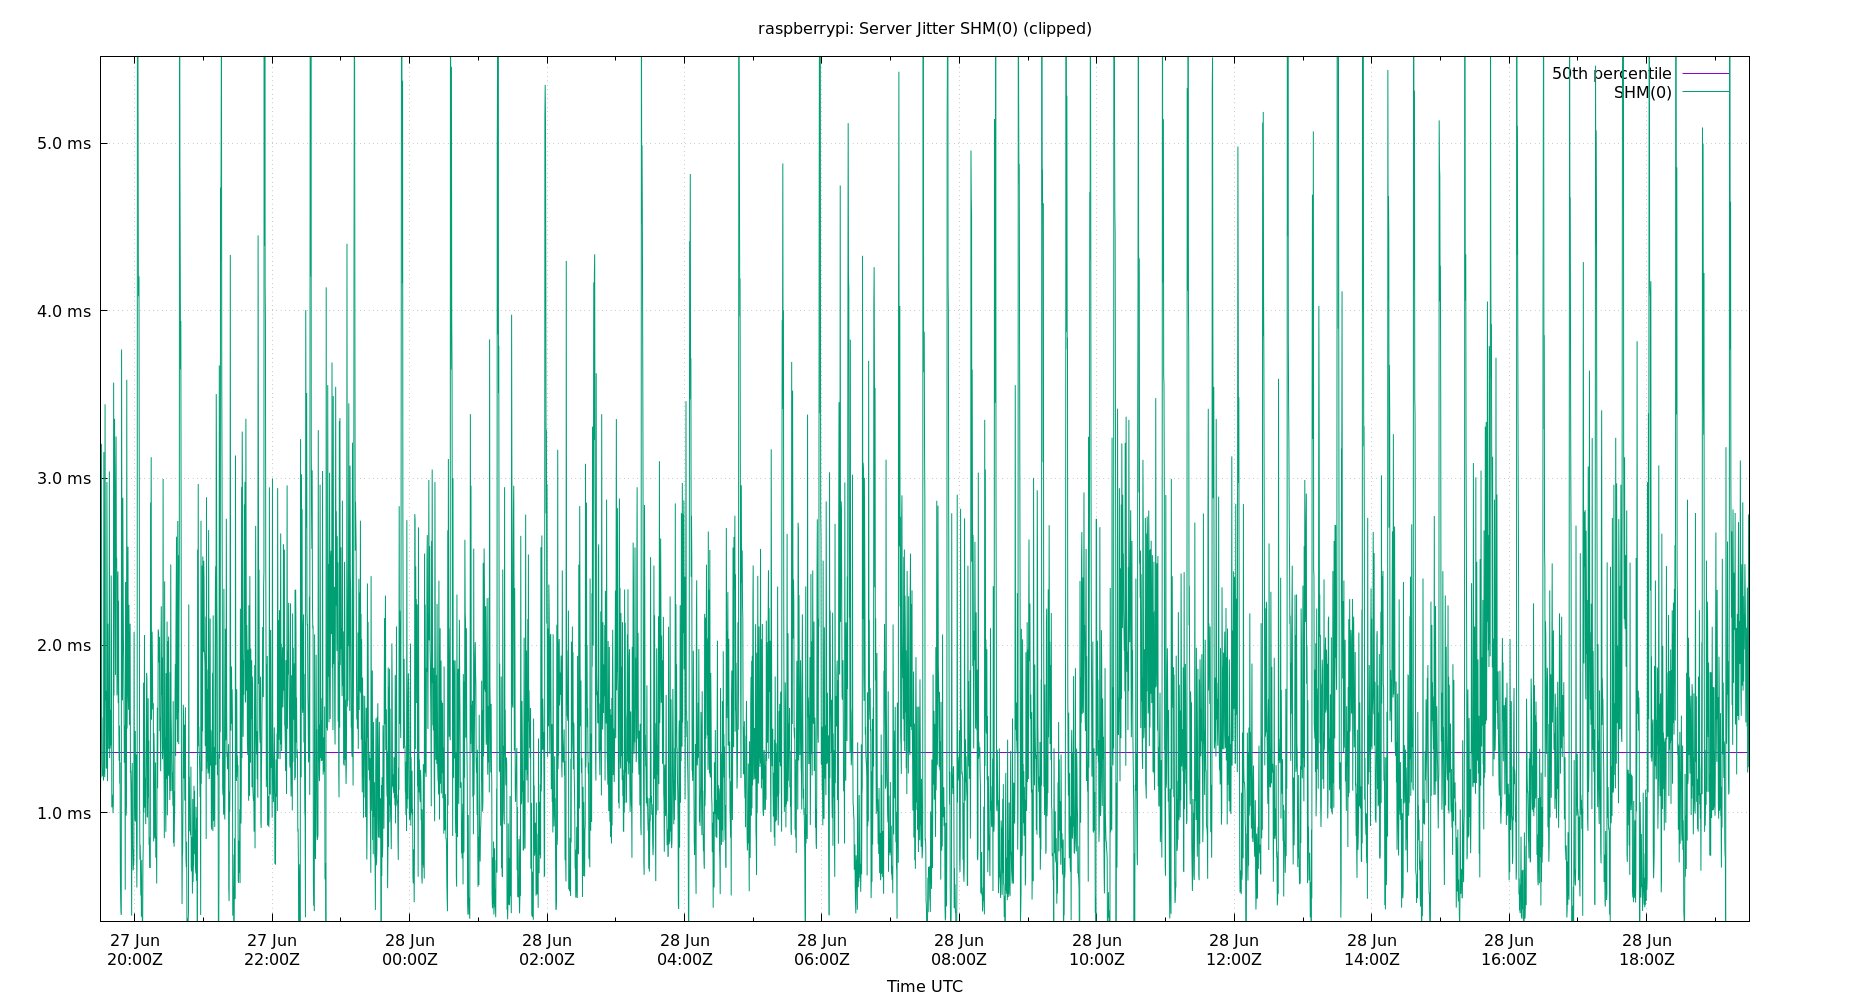 raspberrypi: Server Jitter SHM(0) (clipped)
50th percentile
SHM(0)
5.0 ms
4.0 ms
3.0 ms
2.0 ms
1.0 ms
27 Jun 27 Jun 28 Jun 28 Jun 28 Jun 28 Jun 28 Jun 28 Jun 28 Jun 28 Jun 28 Jun 28 Jun
20:00Z 22:00Z 00:00Z 02:00Z 04:00Z 06:00Z 08:00Z 10:00Z 12:00Z 14:00Z 16:00Z 18:00Z
Time UTC